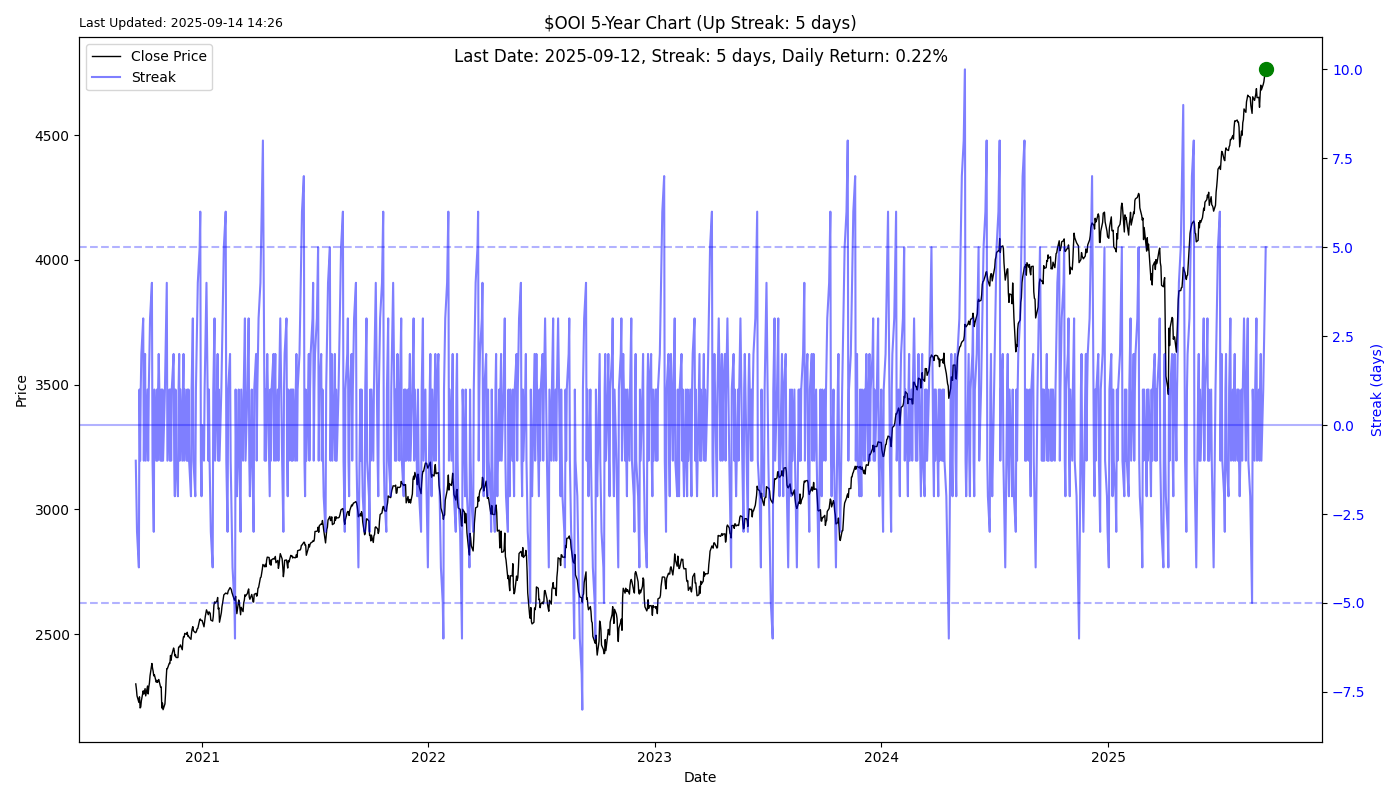 Last Updated: 2025-09-14 14:26
$OOI 5-Year Chart (Up Streak: 5 days)
Last Date: 2025-09-12, Streak: 5 days, Daily Return: 0.22%
Close Price
Streak
4500
4000
3500
3000
2500
Price
10.0
7.5
5.0
2.5
0.0
−2.5
−5.0
−7.5
Streak (days)
2021
2022
2023
2024
2025
Date